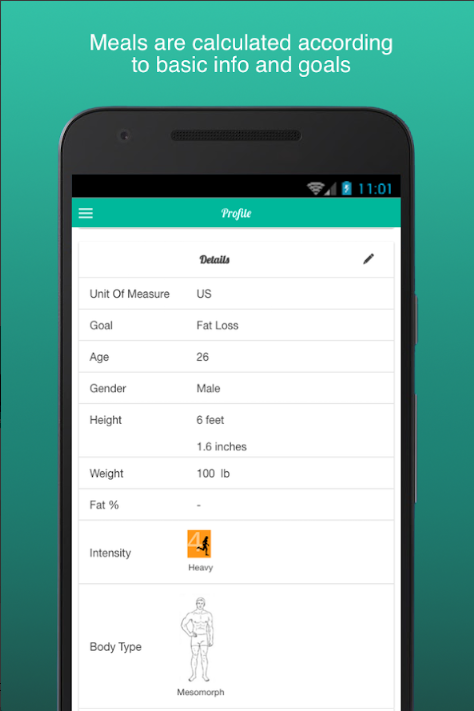 Meals are calculated according
to basic info and goals
11:01
Profile
Details
Unit Of Measure US
Goal Fat Loss
Age 26
Gender Male
Height 6 feet
1.6 inches
Weight 100 lb
Fat % -
4
Intensity
Heavy
Body Type
Mesomorph